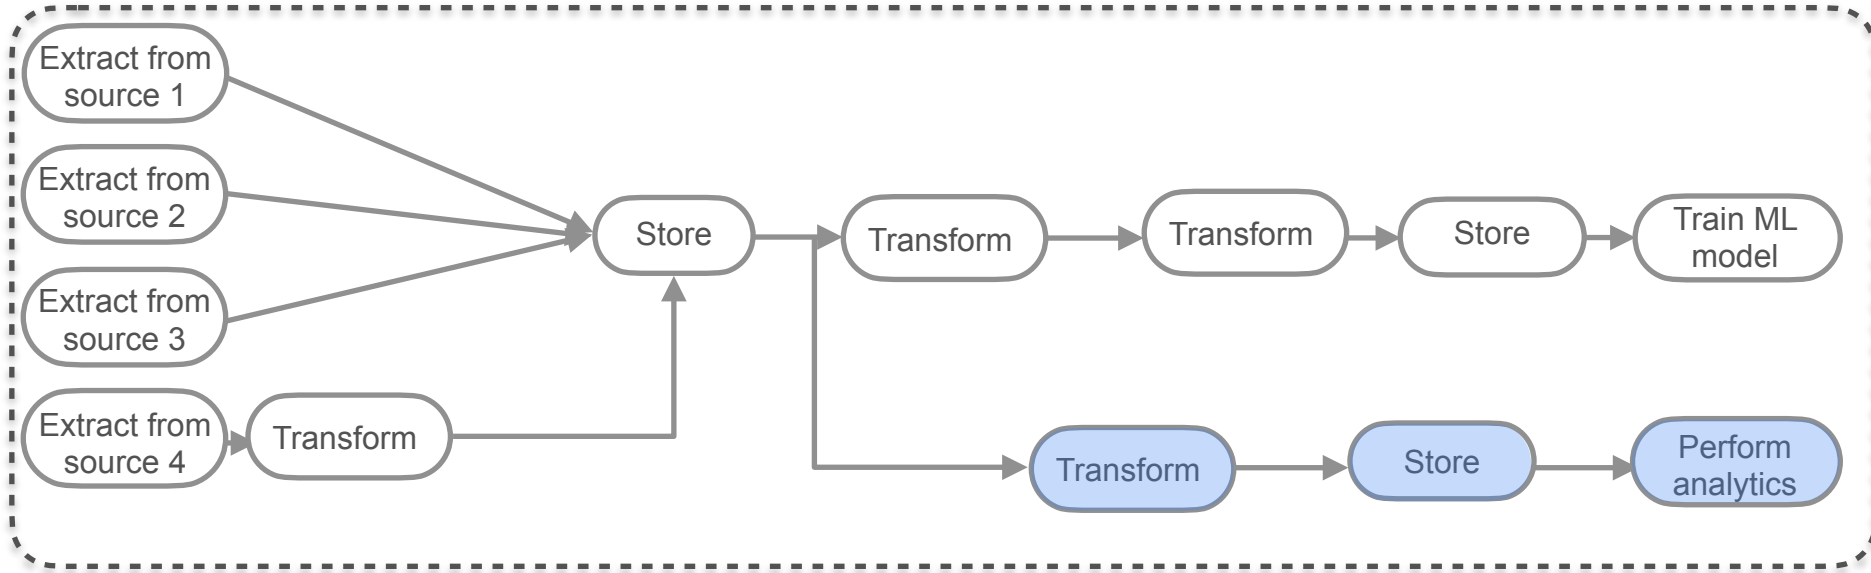 Extract from
source 1
Extract from
source 2
Extract from
source 3
Extract from
source 4
Transform
Store
Transform
Transform
Store
Train ML
model
Transform
Store
Perform
analytics